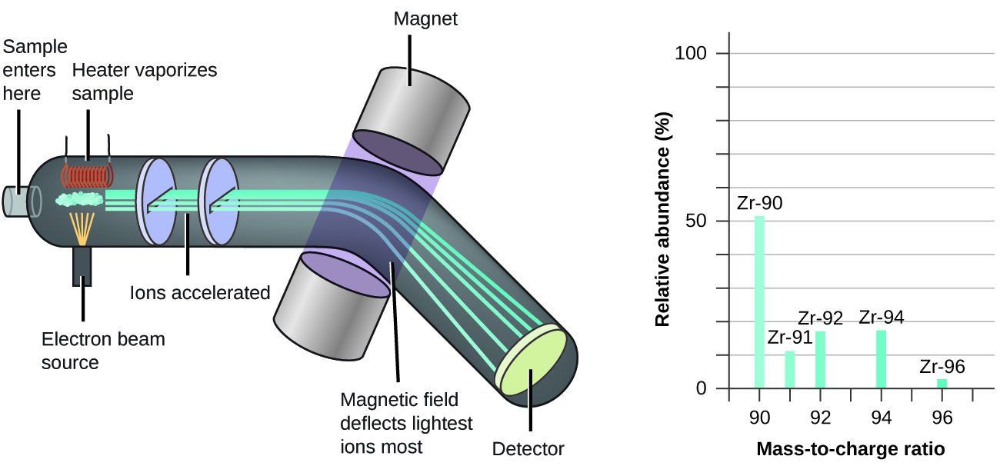 Magnet
Sample
enters
here
Heater vaporizes
sample
Ions accelerated
Electron beam
source
Magnetic field
deflects lightest
ions most
Detector
Relative abundance (%)
100
50
0
Zr-90
Zr-91
Zr-92
Zr-94
Zr-96
90
92
94
96
Mass-to-charge ratio